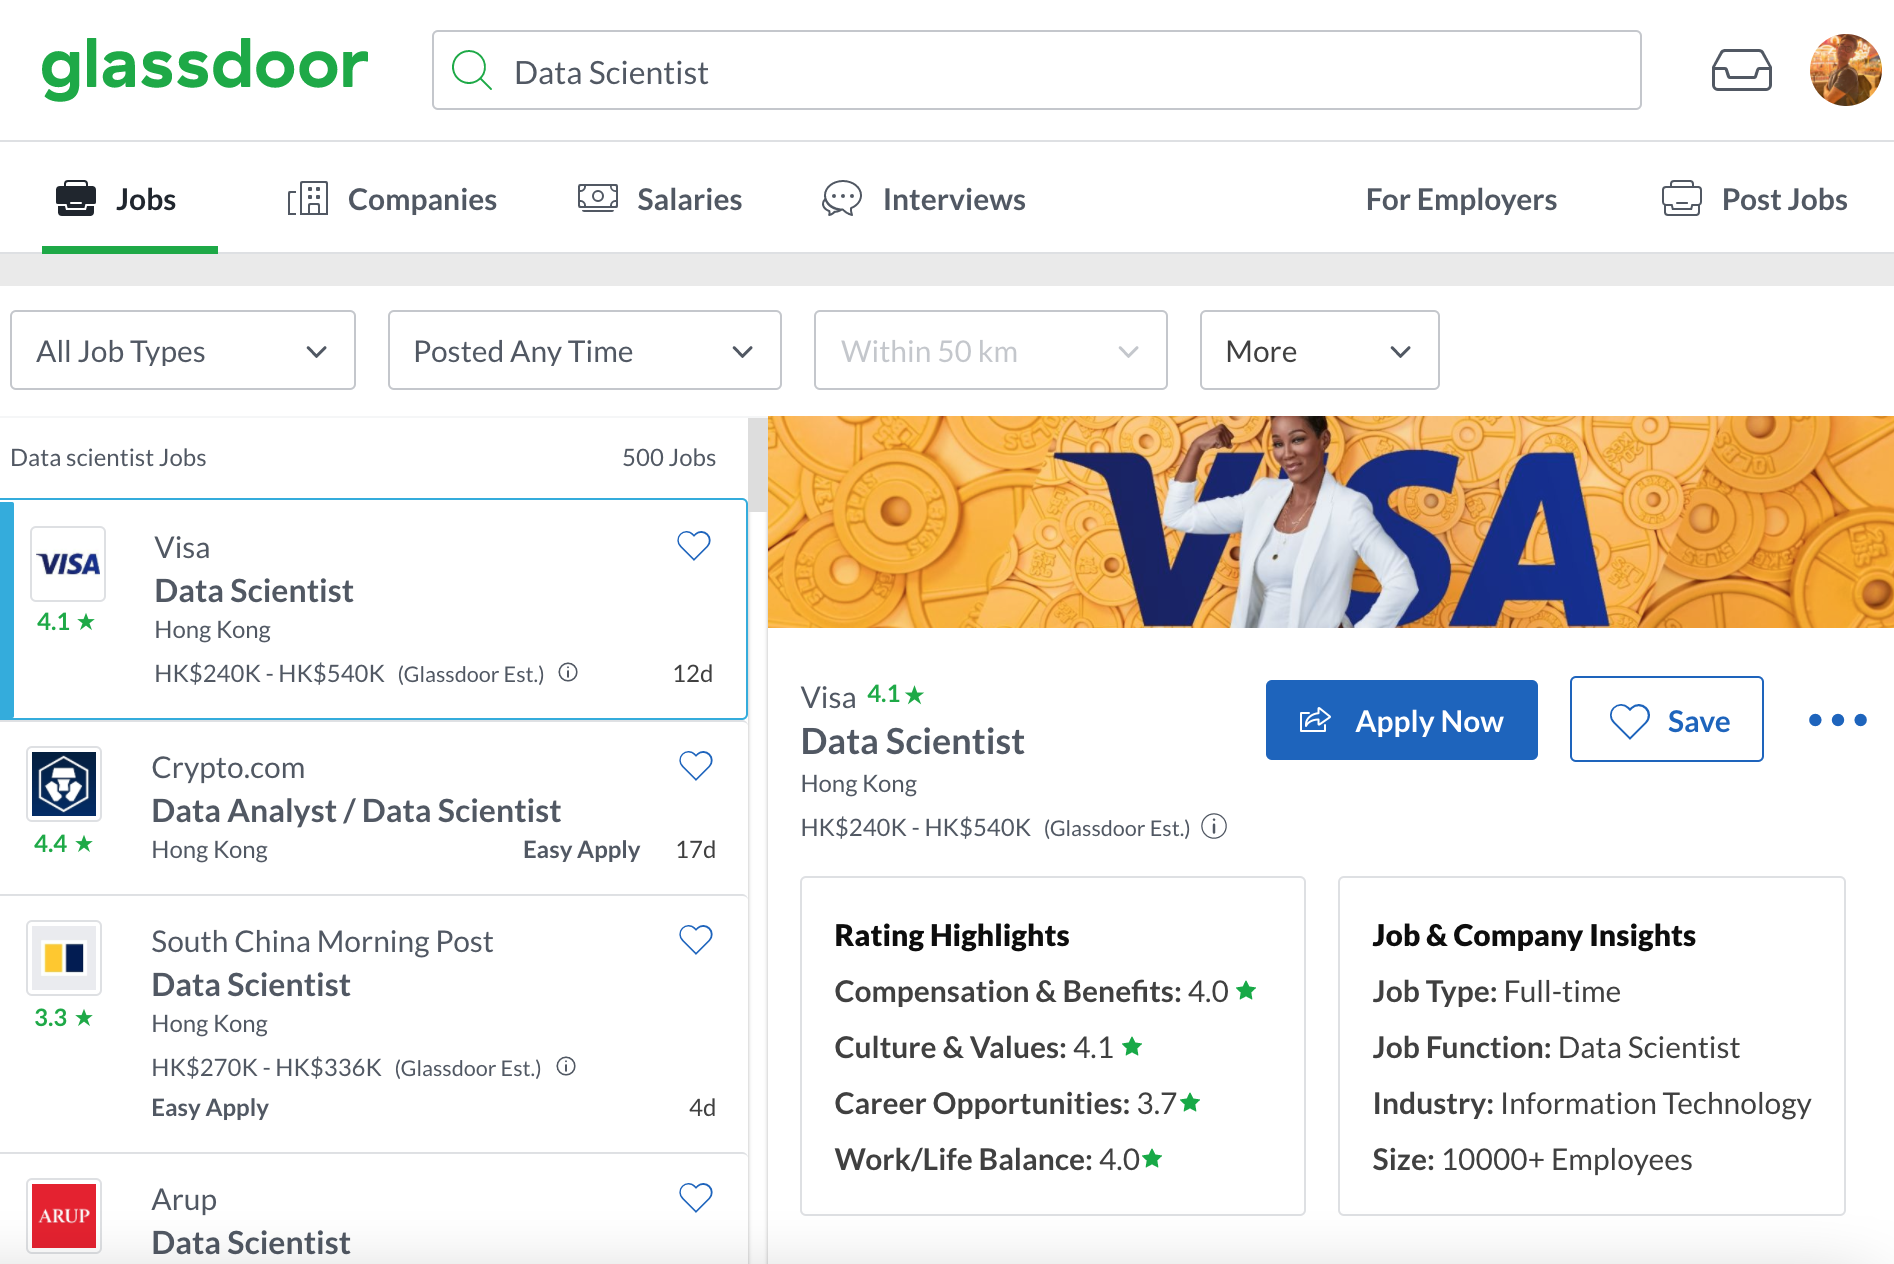 glassdoor
Data Scientist
Jobs
Companies
Salaries
Interviews
For Employers
Post Jobs
All Job Types
Posted Any Time
Within 50 km
More
Data scientist Jobs
500 Jobs
VISA
4.1 ★
Visa
Data Scientist
Hong Kong
HK$240K - HK$540K (Glassdoor Est.)
12d
4.4 ★
Crypto.com
Data Analyst / Data Scientist
Hong Kong
Easy Apply
17d
3.3 ★
South China Morning Post
Data Scientist
Hong Kong
HK$270K - HK$336K (Glassdoor Est.)
Easy Apply
4d
ARUP
Arup
Data Scientist
VISA
Visa 4.1 ★
Data Scientist
Hong Kong
HK$240K - HK$540K (Glassdoor Est.)
Apply Now
Save
Rating Highlights
Compensation & Benefits: 4.0 ★
Culture & Values: 4.1 ★
Career Opportunities: 3.7★
Work/Life Balance: 4.0★
Job & Company Insights
Job Type: Full-time
Job Function: Data Scientist
Industry: Information Technology
Size: 10000+ Employees